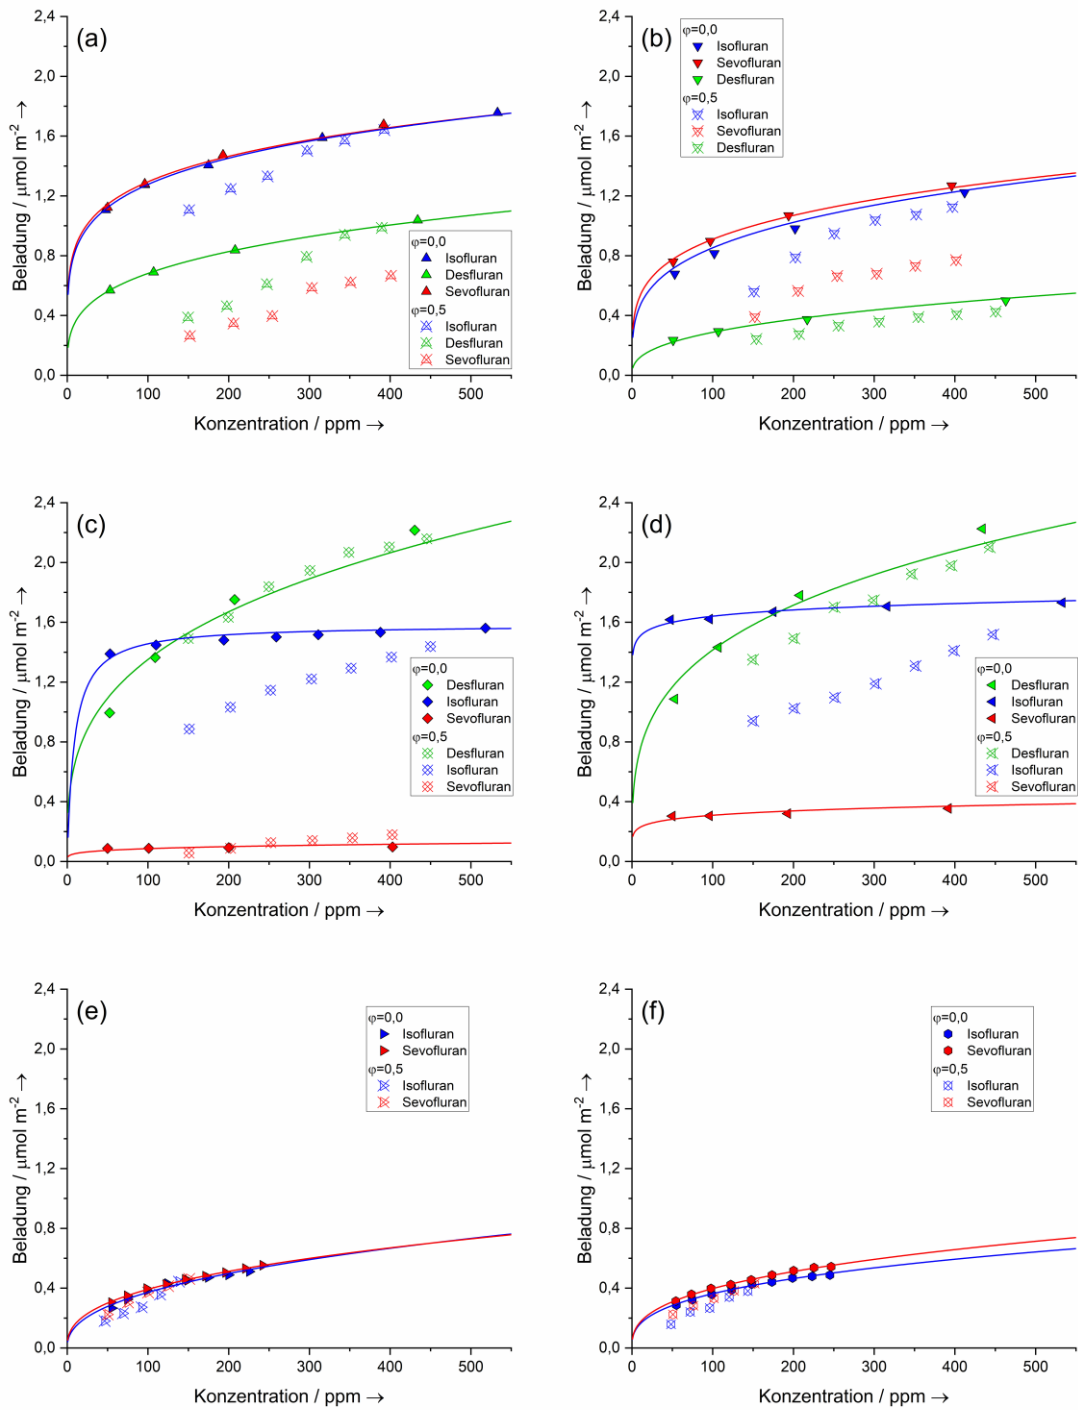 (a)
2,4
2,0
1,6
1,2
0,8
0,4
0,0
Beladung / μmol m⁻² →
0 100 200 300 400 500
Konzentration / ppm →
φ=0,0
Isofluran
Desfluran
Sevofluran
φ=0,5
Isofluran
Desfluran
Sevofluran
(b)
2,4
2,0
1,6
1,2
0,8
0,4
0,0
Beladung / μmol m⁻² →
0 100 200 300 400 500
Konzentration / ppm →
φ=0,0
Isofluran
Sevofluran
Desfluran
φ=0,5
Isofluran
Sevofluran
Desfluran
(c)
2,4
2,0
1,6
1,2
0,8
0,4
0,0
Beladung / μmol m⁻² →
0 100 200 300 400 500
Konzentration / ppm →
φ=0,0
Desfluran
Isofluran
Sevofluran
φ=0,5
Desfluran
Isofluran
Sevofluran
(d)
2,4
2,0
1,6
1,2
0,8
0,4
0,0
Beladung / μmol m⁻² →
0 100 200 300 400 500
Konzentration / ppm →
φ=0,0
Desfluran
Isofluran
Sevofluran
φ=0,5
Desfluran
Isofluran
Sevofluran
(e)
2,4
2,0
1,6
1,2
0,8
0,4
0,0
Beladung / μmol m⁻² →
0 100 200 300 400 500
Konzentration / ppm →
φ=0,0
Isofluran
Sevofluran
φ=0,5
Isofluran
Sevofluran
(f)
2,4
2,0
1,6
1,2
0,8
0,4
0,0
Beladung / μmol m⁻² →
0 100 200 300 400 500
Konzentration / ppm →
φ=0,0
Isofluran
Sevofluran
φ=0,5
Isofluran
Sevofluran